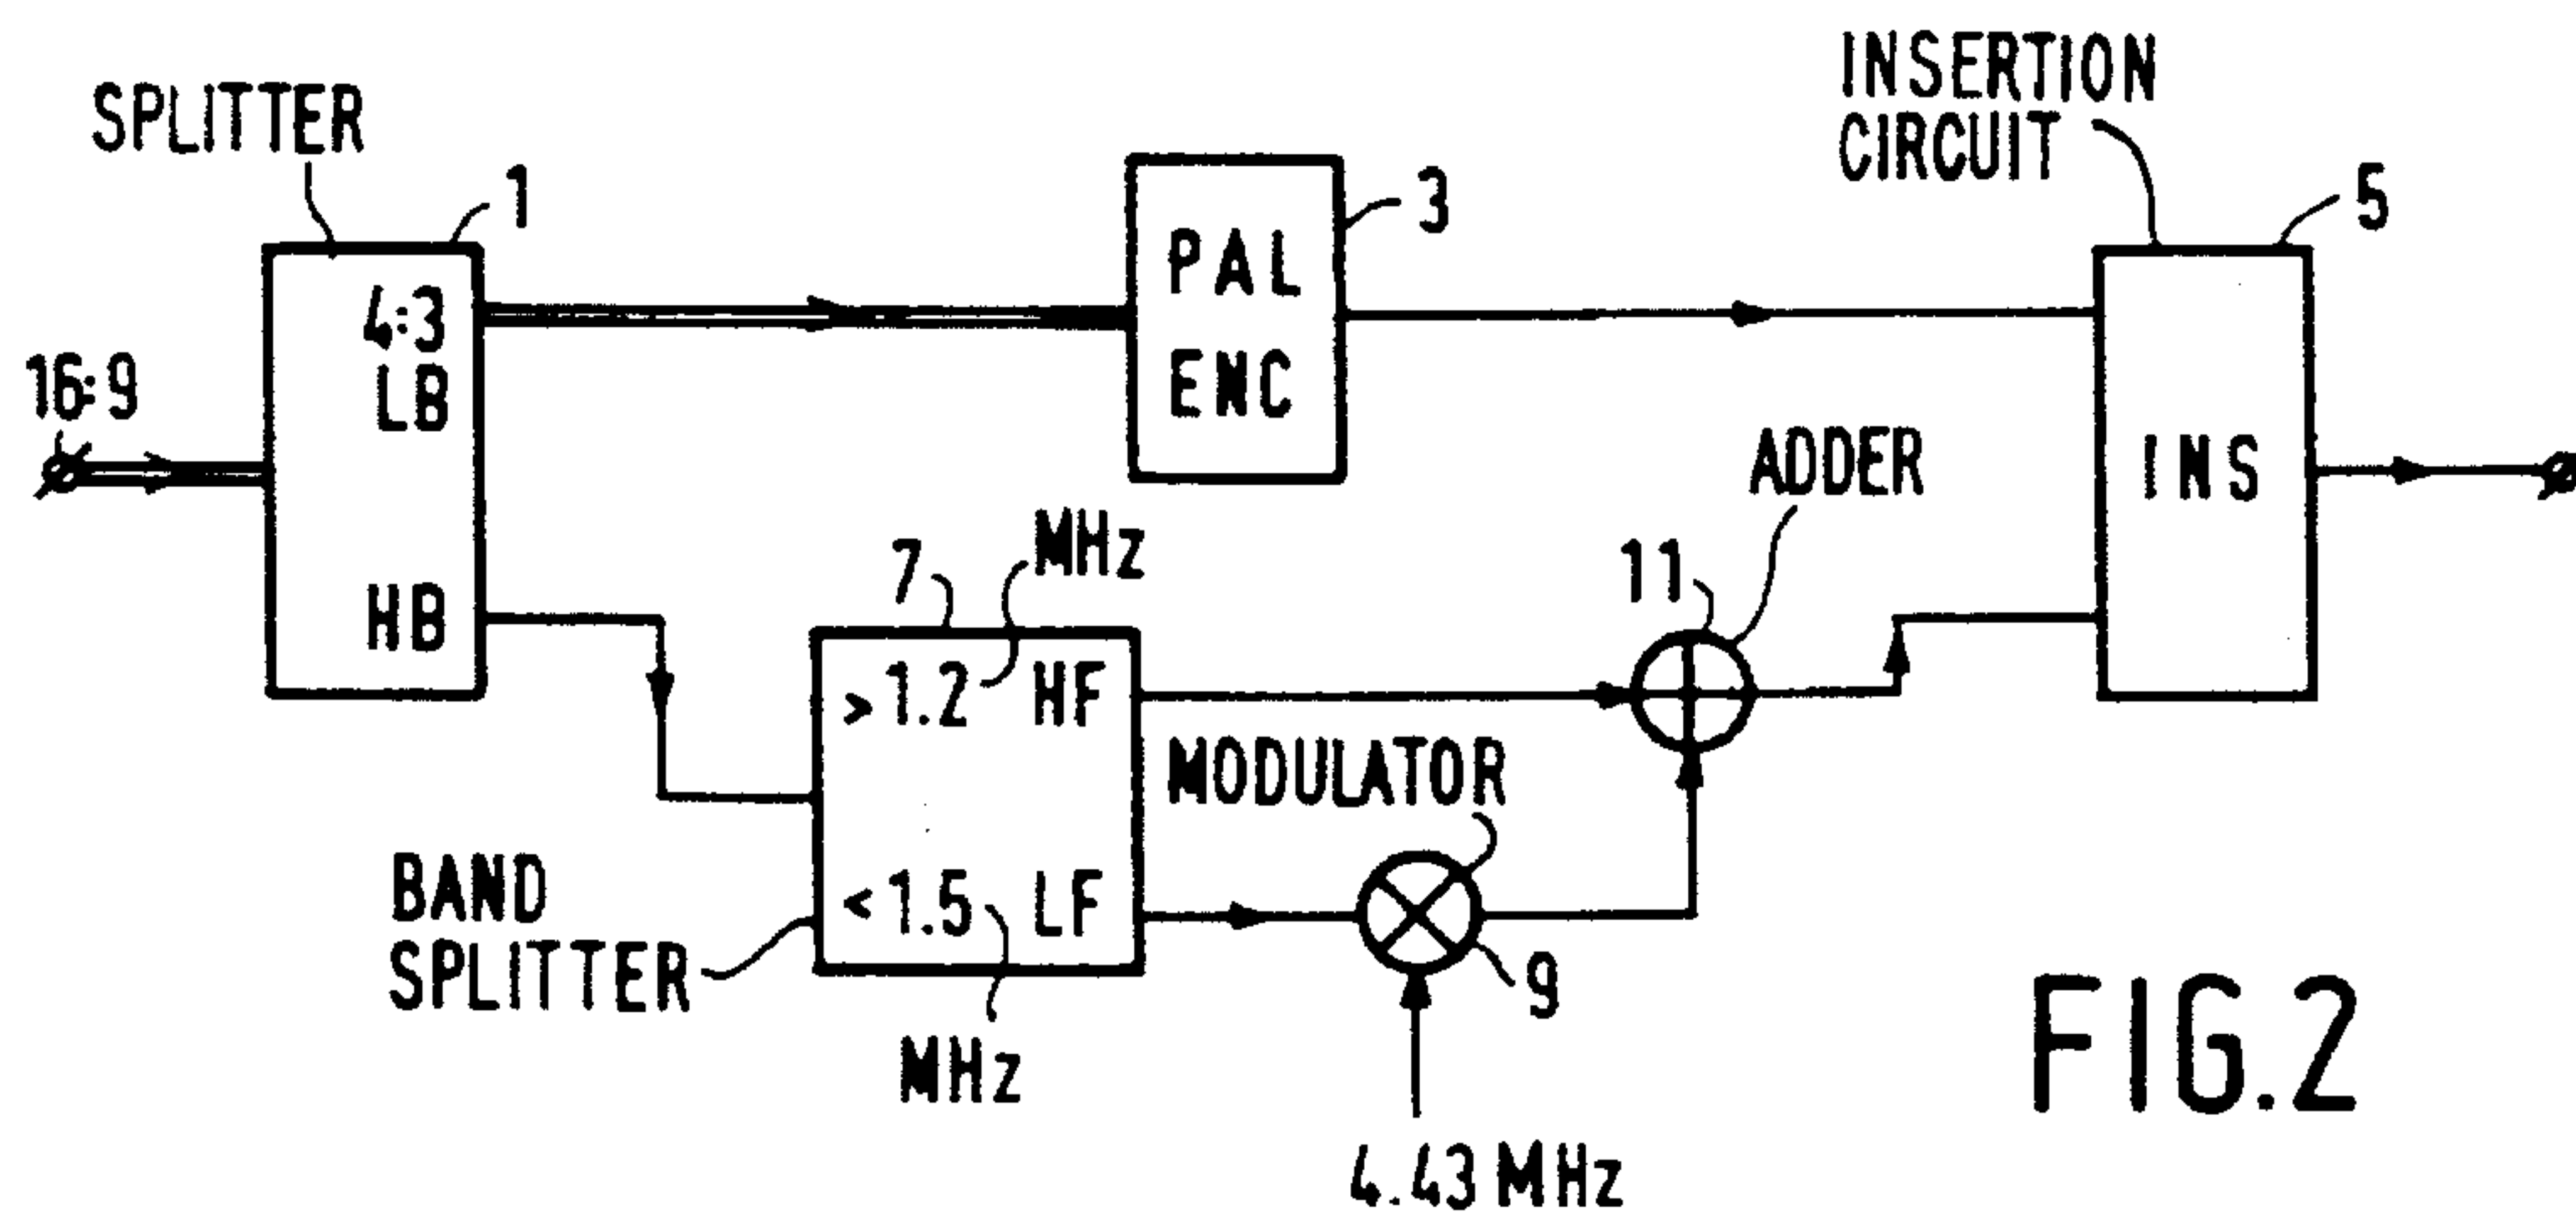 SPLITTER
1
16:9
4:3
LB
HB
PAL
ENC
3
INSERTION
CIRCUIT
5
INS
ADDER
11
7
MHz
> 1.2 HF
< 1.5 LF
MHz
BAND
SPLITTER
MODULATOR
9
4.43 MHz
FIG.2